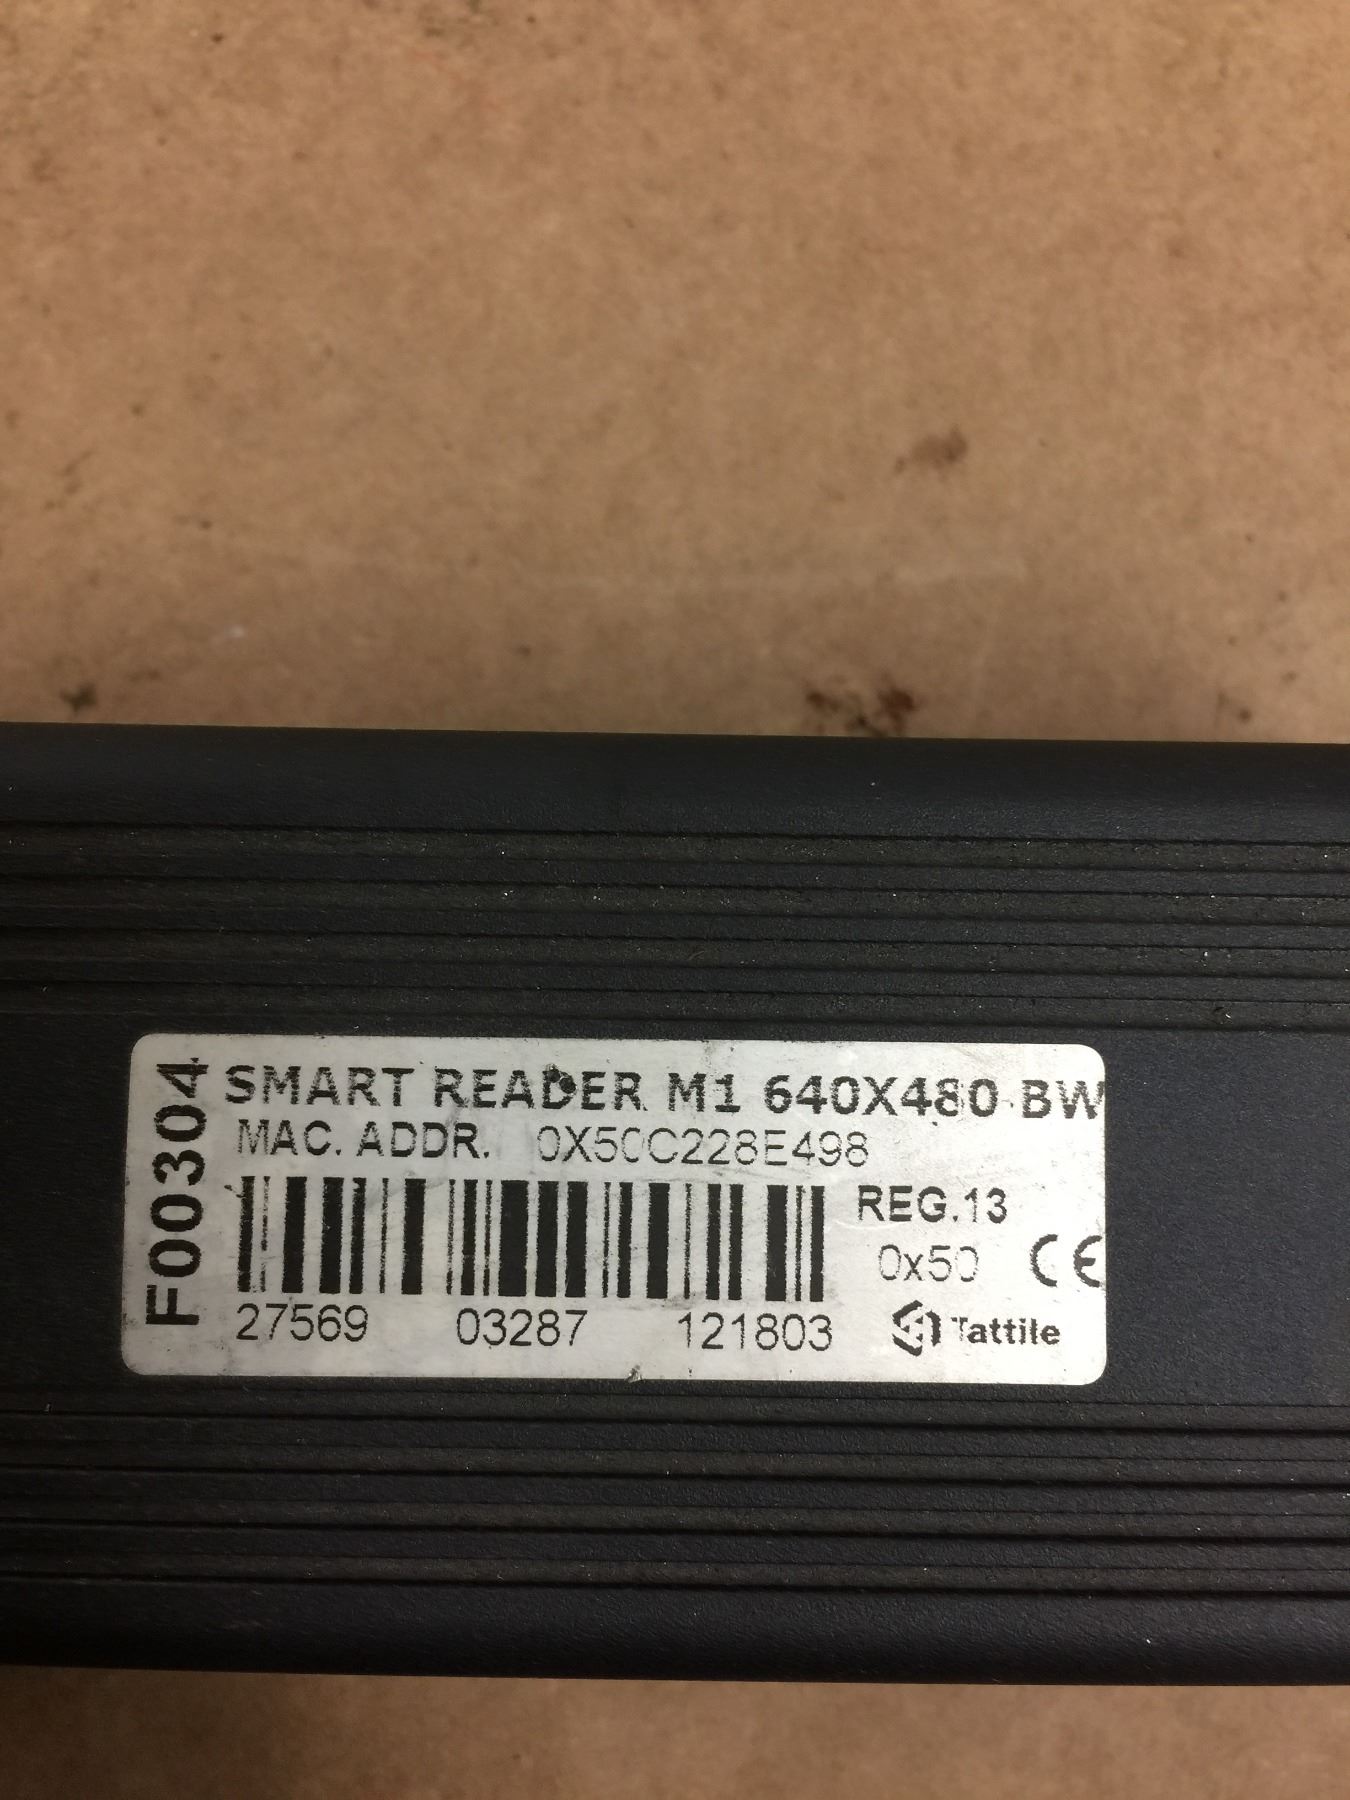 F00304
SMART READER M1 640X480 BW
MAC. ADDR. 0X50C228E498
REG.13
0x50 CE
27569 03287 121803
Tattile